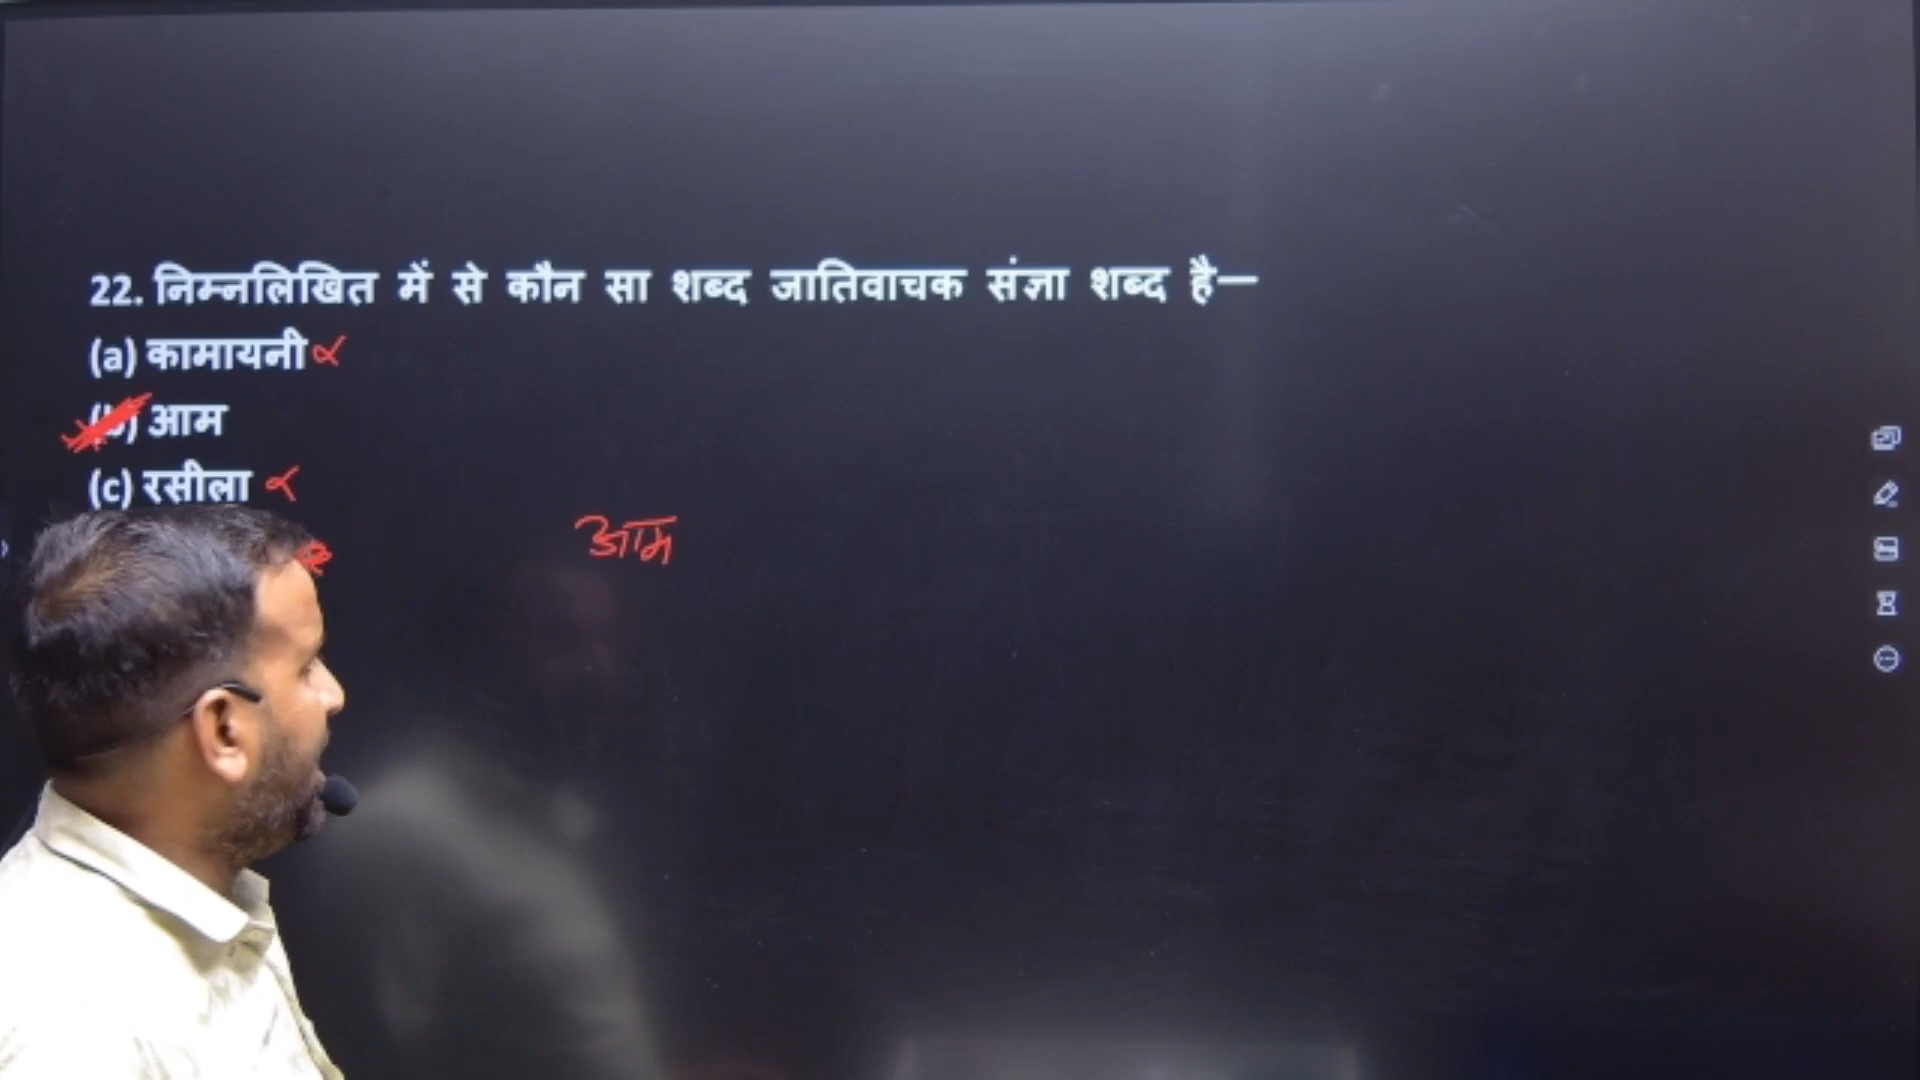 22. निम्नलिखित में से कौन सा शब्द जातिवाचक संज्ञा शब्द है—
(a) कामायनी
(b) आम
(c) रसीला
आम